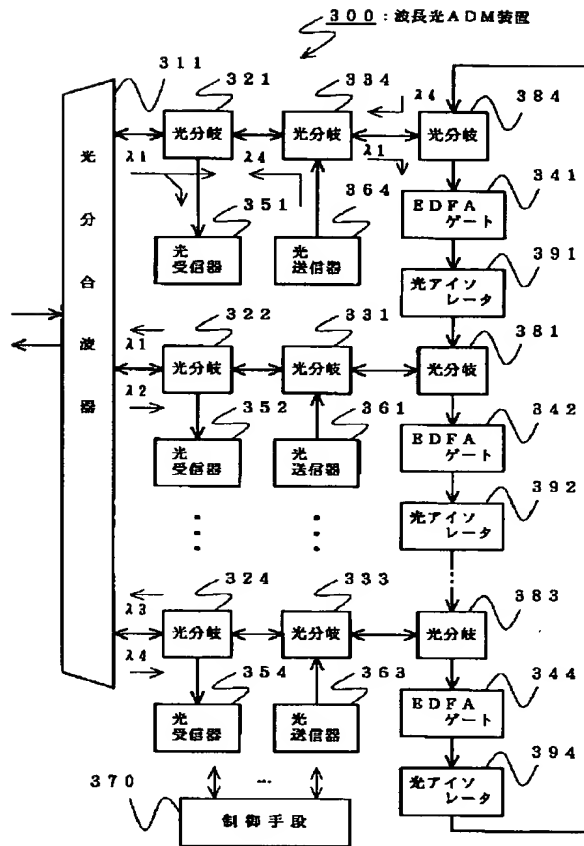 300:波長光ADM装置
311
321
334
384
光分合波器
光分岐
光分岐
λ4
光分岐
λ1
λ4
λ1
341
EDFA
ゲート
351
364
光
受信器
光
送信器
391
光アイソ
レータ
322
331
381
λ1
光分岐
光分岐
光分岐
λ2
352
361
342
光
受信器
光
送信器
EDFA
ゲート
392
光アイソ
レータ
324
333
383
λ3
光分岐
光分岐
光分岐
λ4
354
363
344
光
受信器
光
送信器
EDFA
ゲート
394
光アイソ
レータ
370
…
制御手段